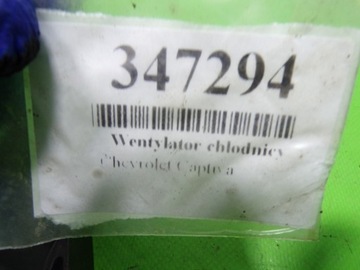 347294
Wentylator chłodnicy
Chevrolet Captiva